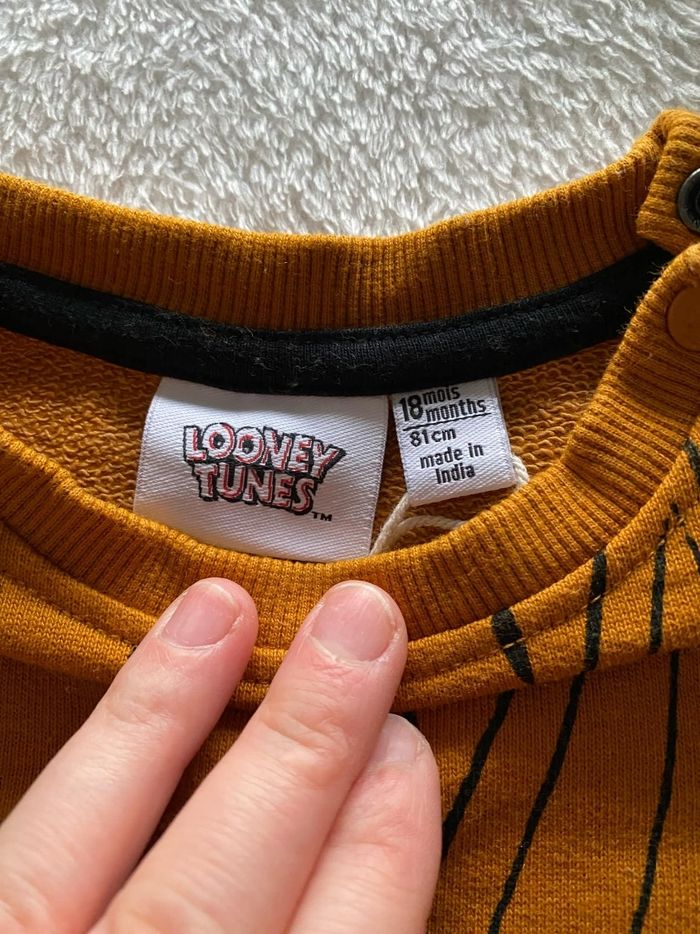 LOONEY
TUNES
TM
18 mois
months
81cm
made in
India